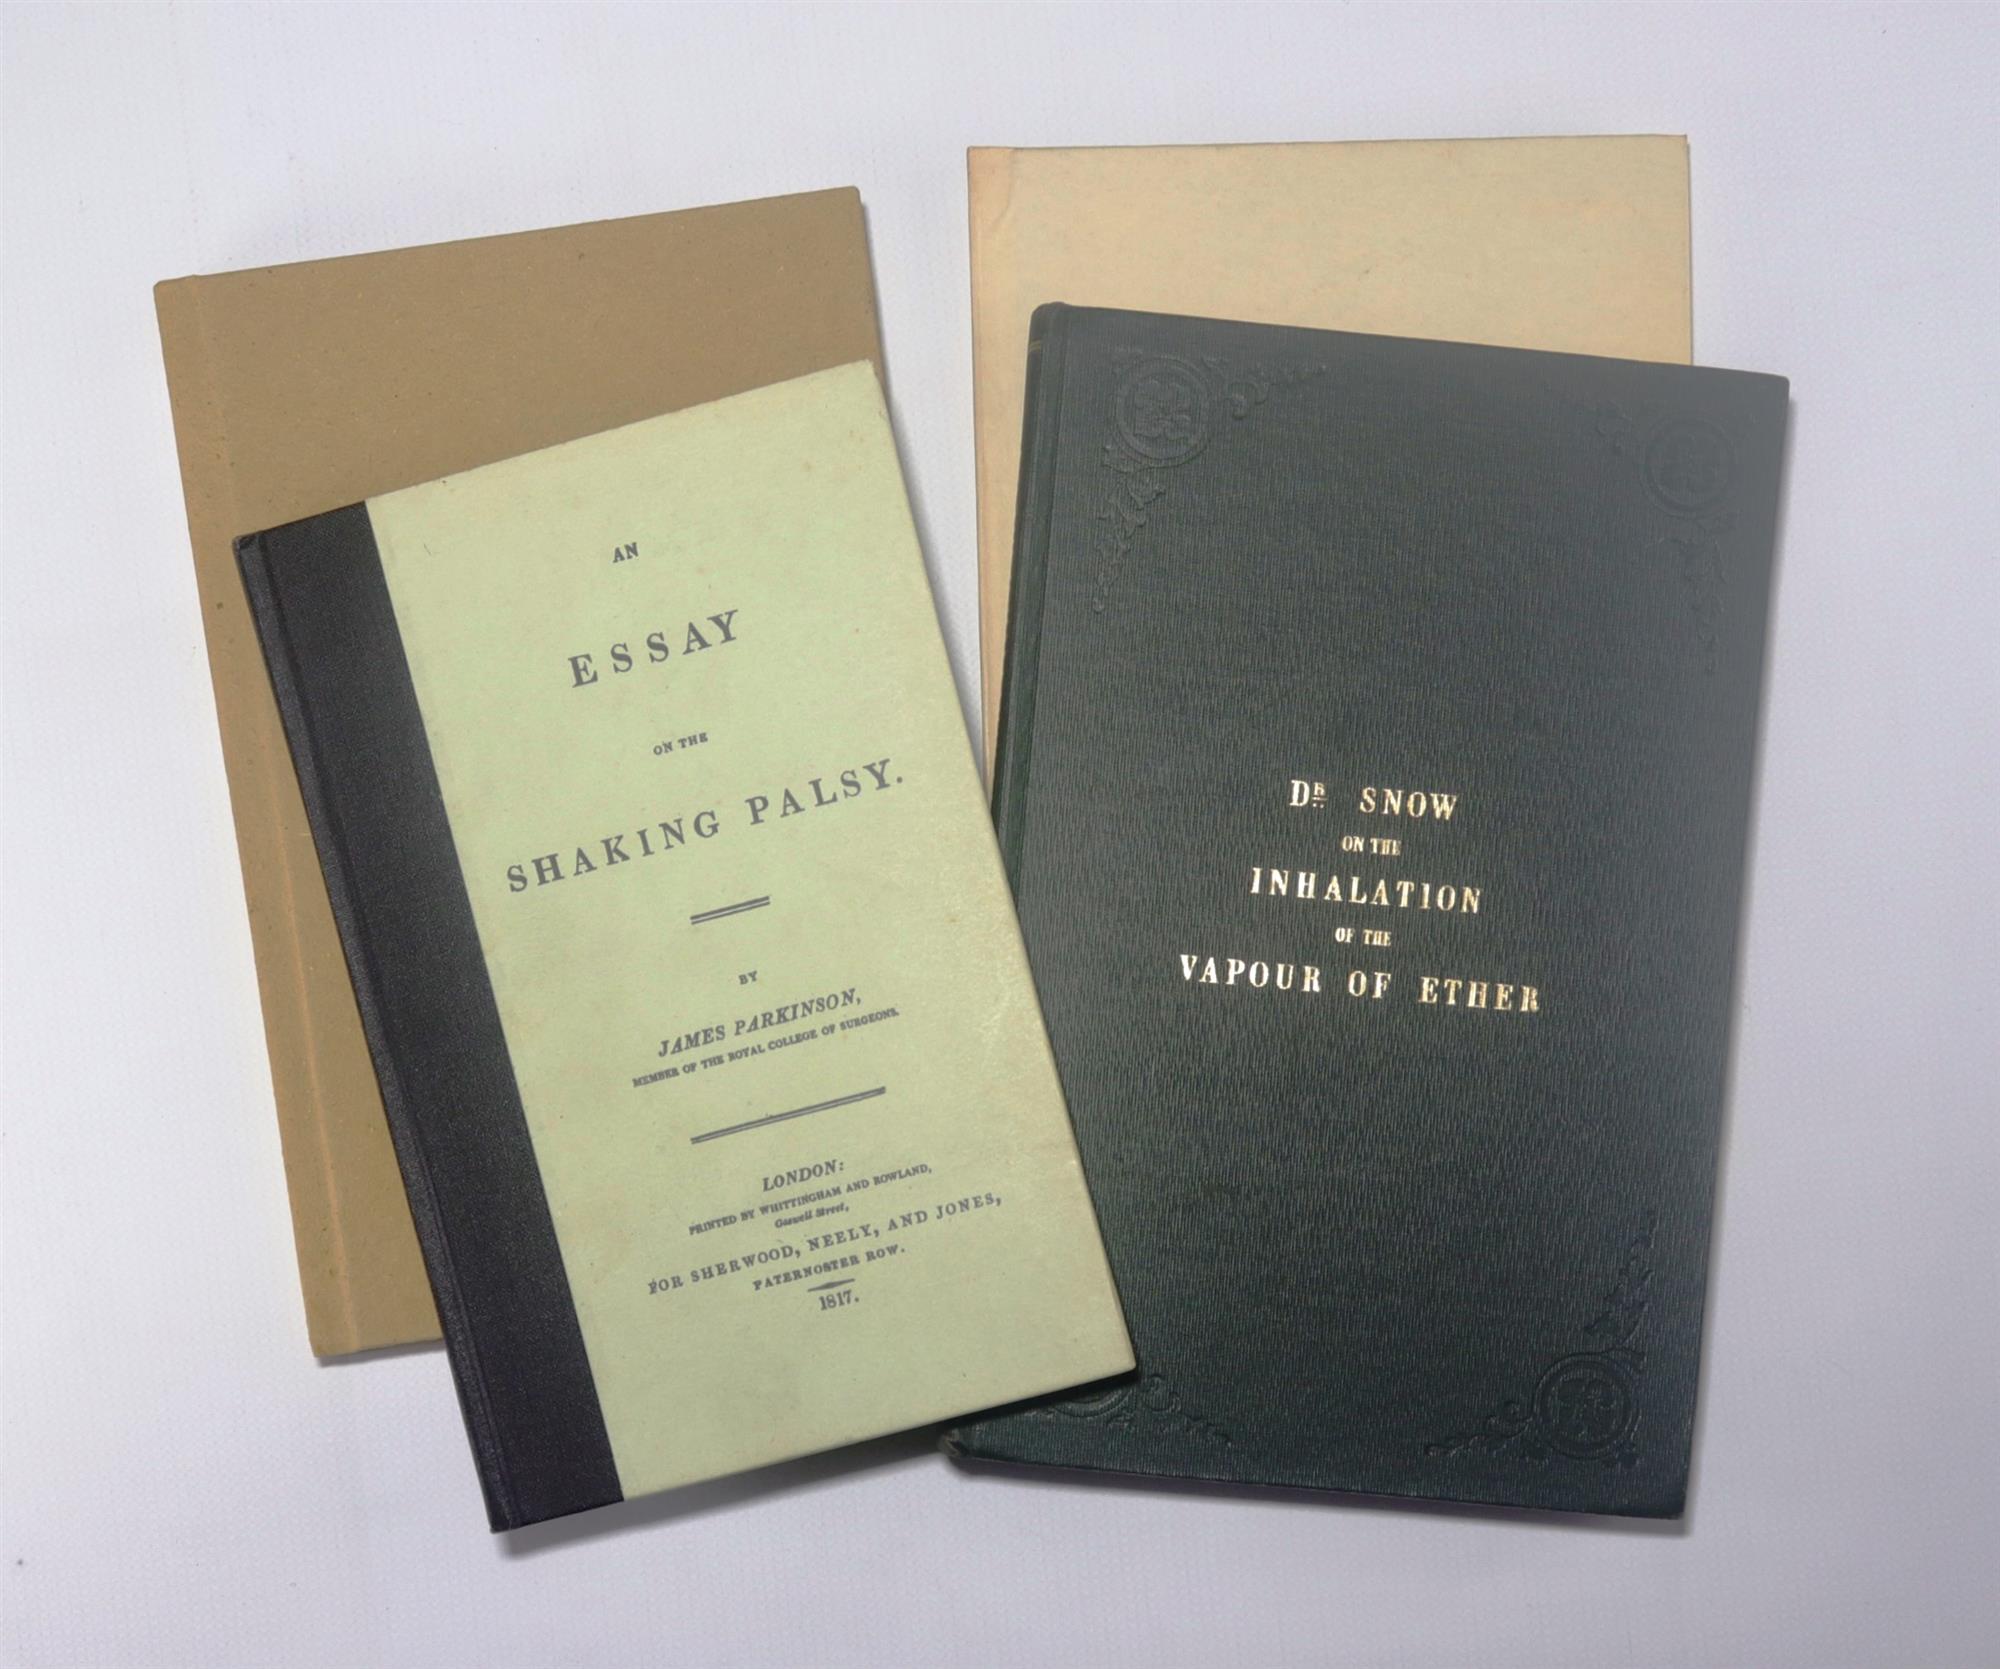 AN
ESSAY
ON THE
SHAKING PALSY.
BY
JAMES PARKINSON,
MEMBER OF THE ROYAL COLLEGE OF SURGEONS.
LONDON:
PRINTED BY WHITTINGHAM AND ROWLAND,
Goswell Street,
FOR SHERWOOD, NEELY, AND JONES,
PATERNOSTER ROW.
1817.
DR SNOW
ON THE
INHALATION
OF THE
VAPOUR OF ETHER